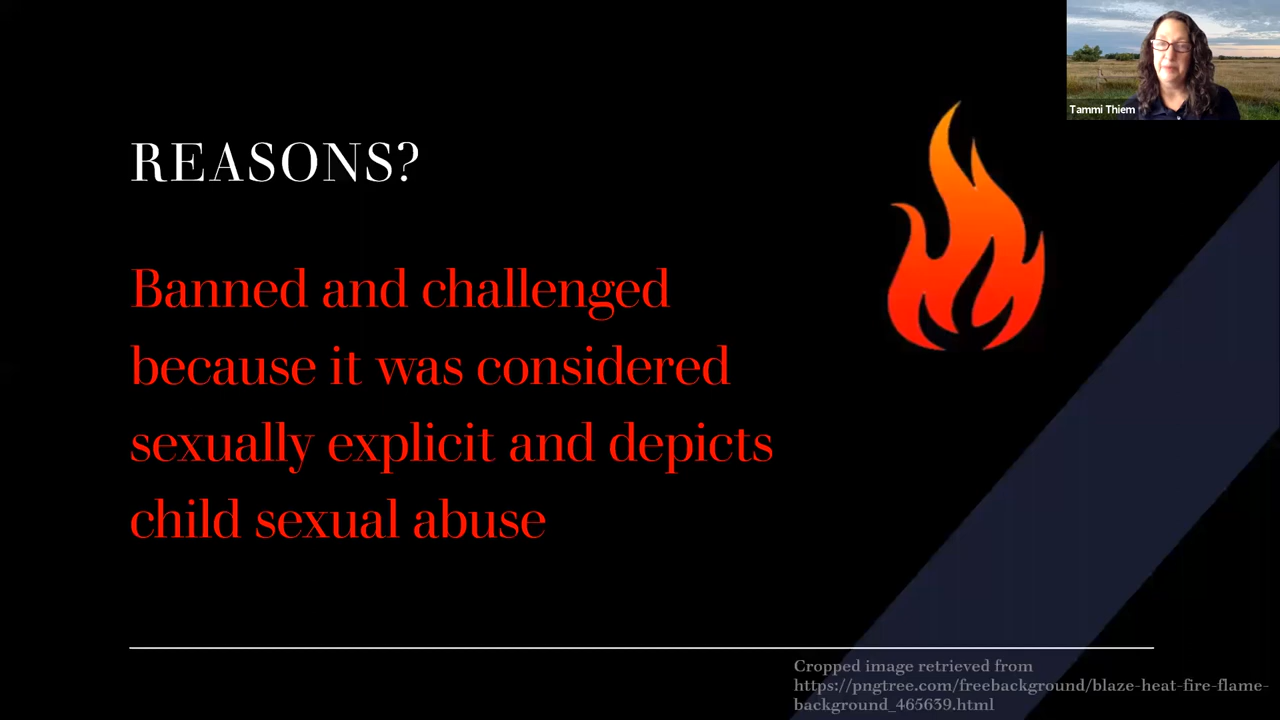 Tammi Thiem
REASONS?
Banned and challenged
because it was considered
sexually explicit and depicts
child sexual abuse
Cropped image retrieved from
https://pngtree.com/freebackground/blaze-heat-fire-flame-
background_465639.html